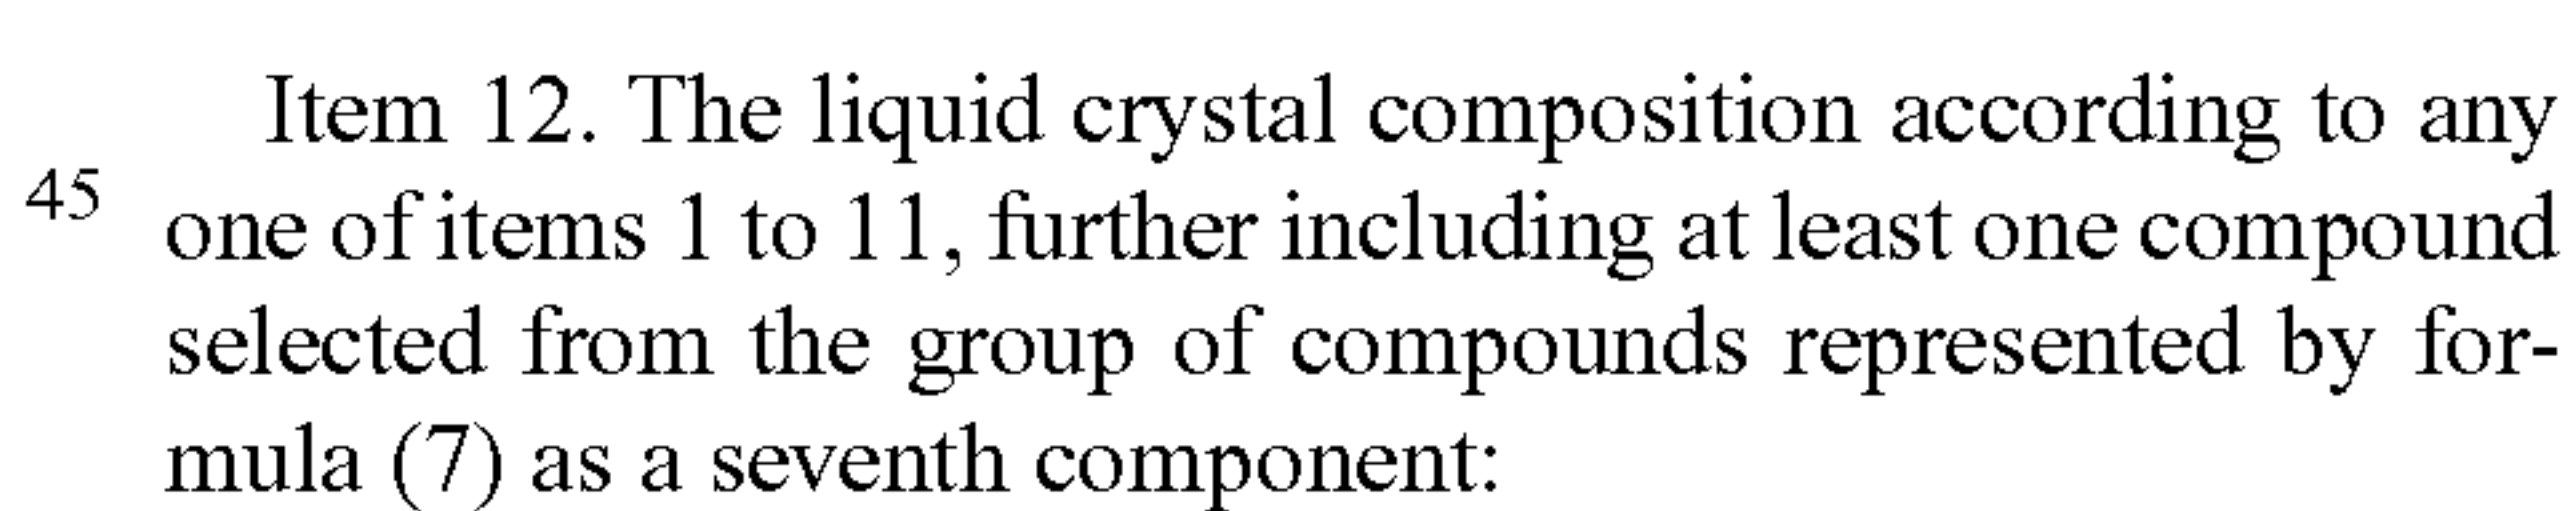 Item 12. The liquid crystal composition according to any
45
one of items 1 to 11, further including at least one compound
selected from the group of compounds represented by for-
mula (7) as a seventh component: